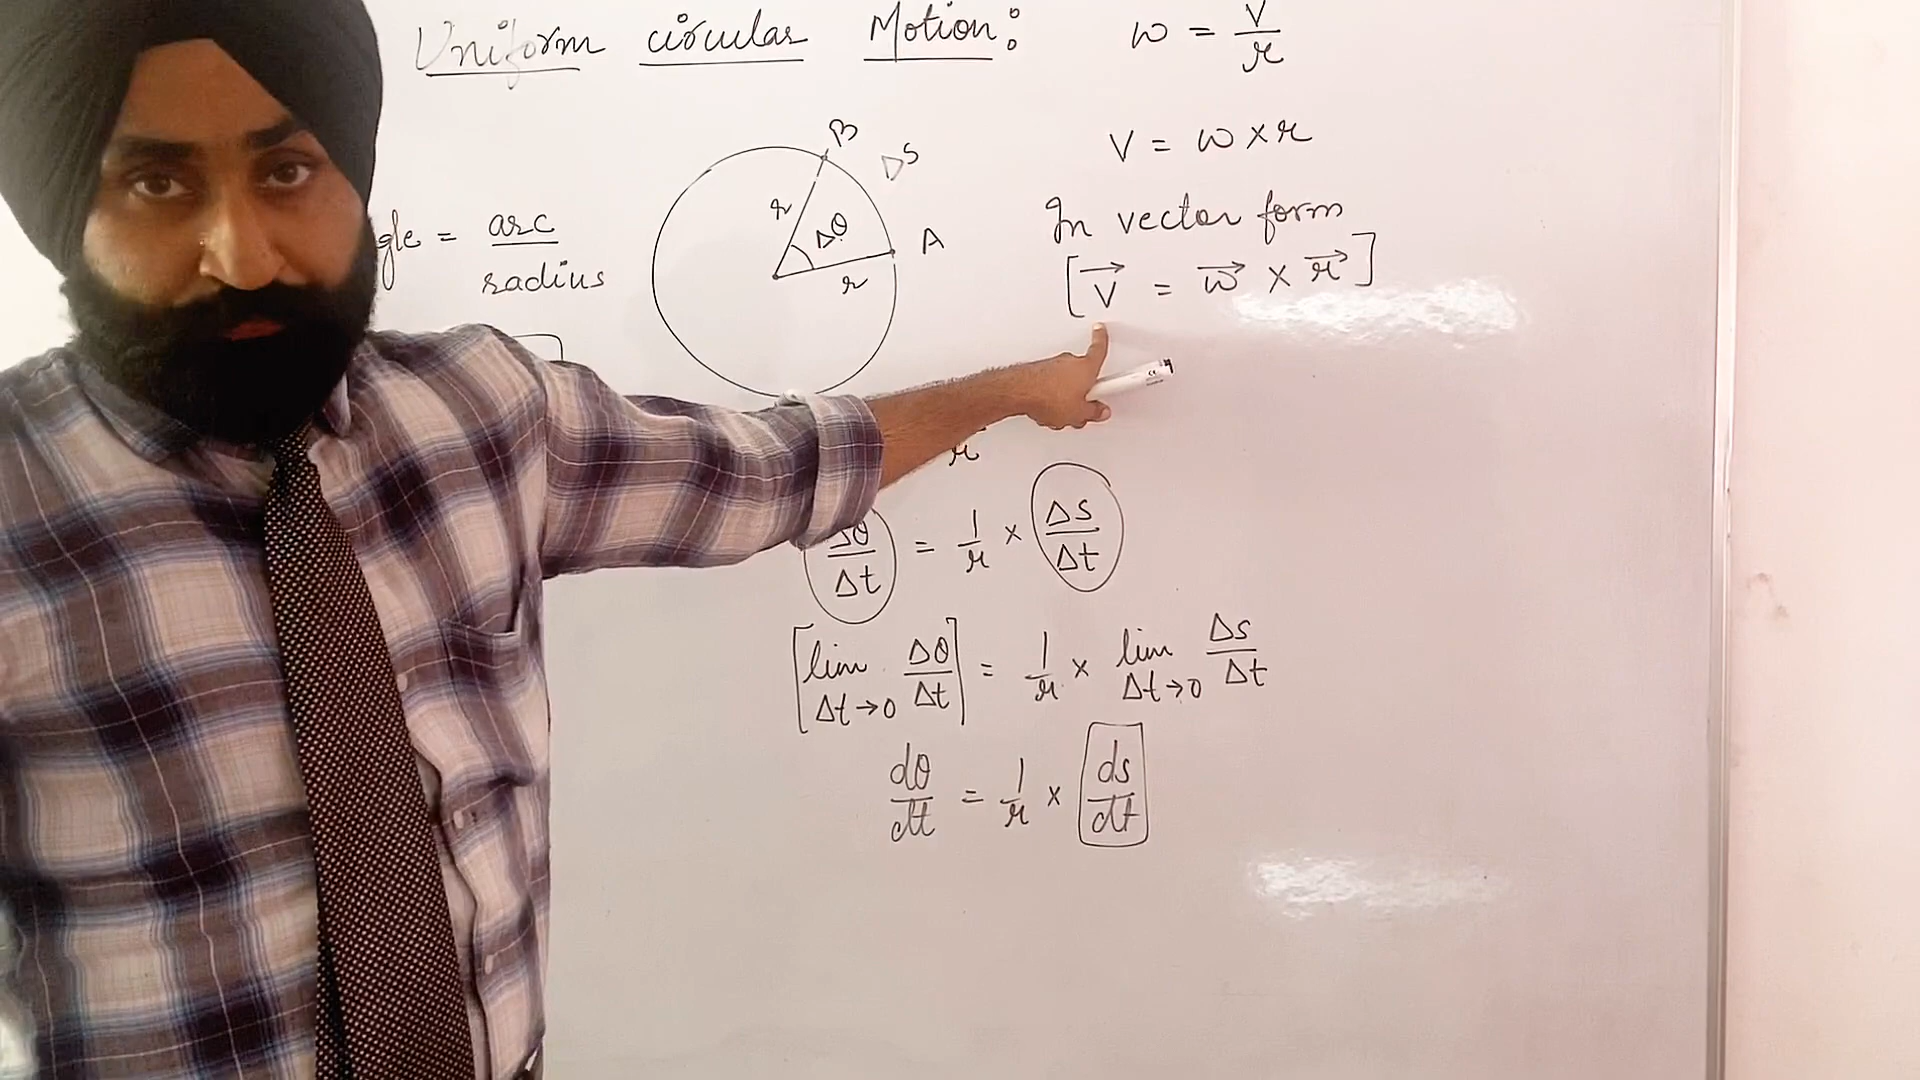 Uniform circular Motion:
ω = V/r
V = ω × r
In vector form
[V⃗ = ω⃗ × r⃗]
B
ΔS
r
Δθ
A
r
gle = arc/radius
r
Δθ/Δt = 1/r × Δs/Δt
[lim Δt→0 Δθ/Δt] = 1/r × lim Δt→0 Δs/Δt
dθ/dt = 1/r × ds/dt